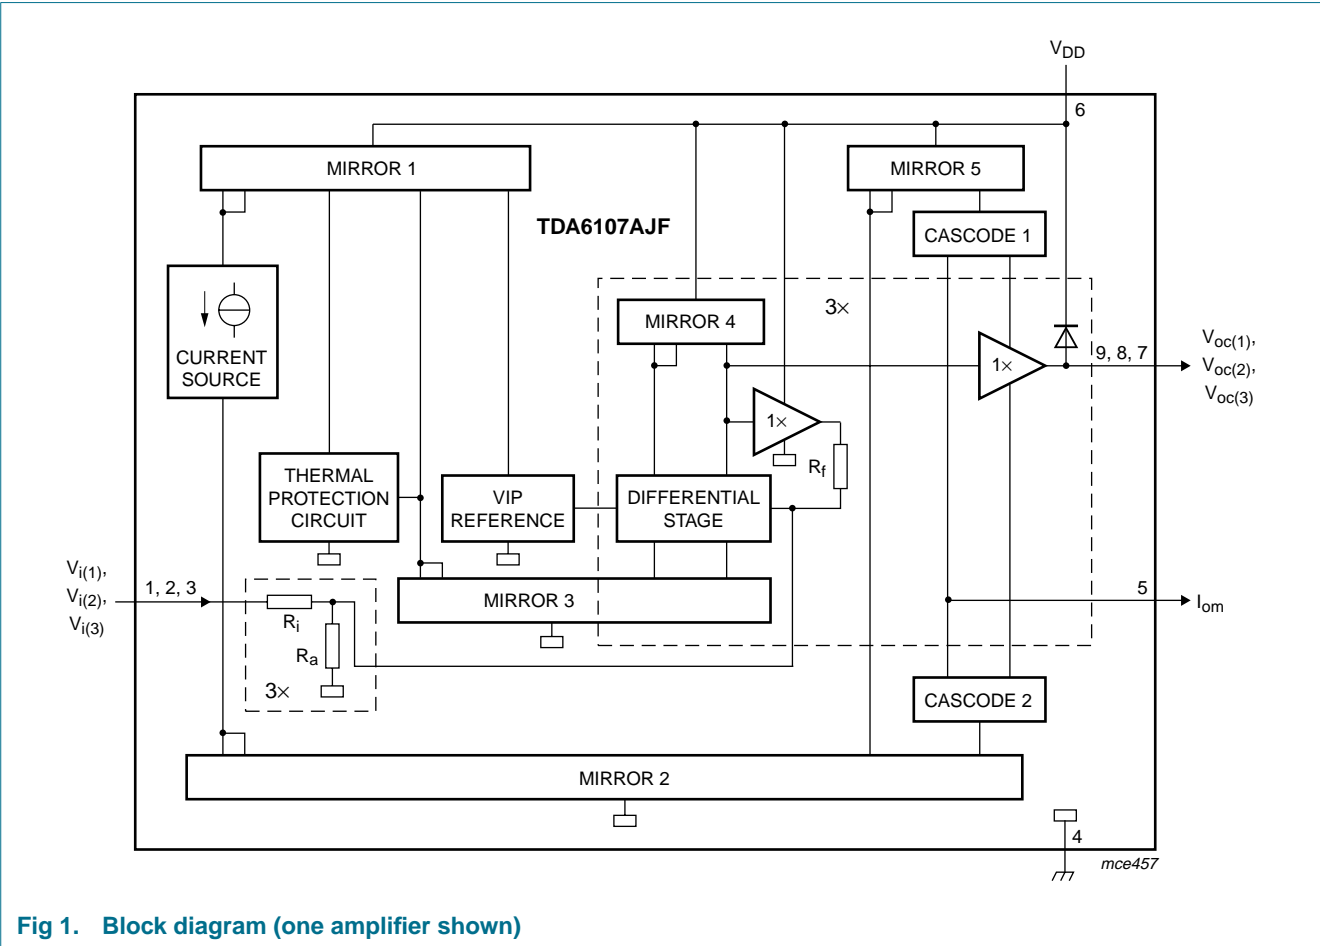 VDD
6
MIRROR 1
MIRROR 5
TDA6107AJF
CASCODE 1
3×
MIRROR 4
CURRENT
SOURCE
1×
9, 8, 7
Voc(1),
Voc(2),
Voc(3)
1×
Rf
THERMAL
PROTECTION
CIRCUIT
VIP
REFERENCE
DIFFERENTIAL
STAGE
Vi(1),
Vi(2),
Vi(3)
1, 2, 3
MIRROR 3
5
Iom
Ri
Ra
3×
CASCODE 2
MIRROR 2
4
mce457
Fig 1. Block diagram (one amplifier shown)